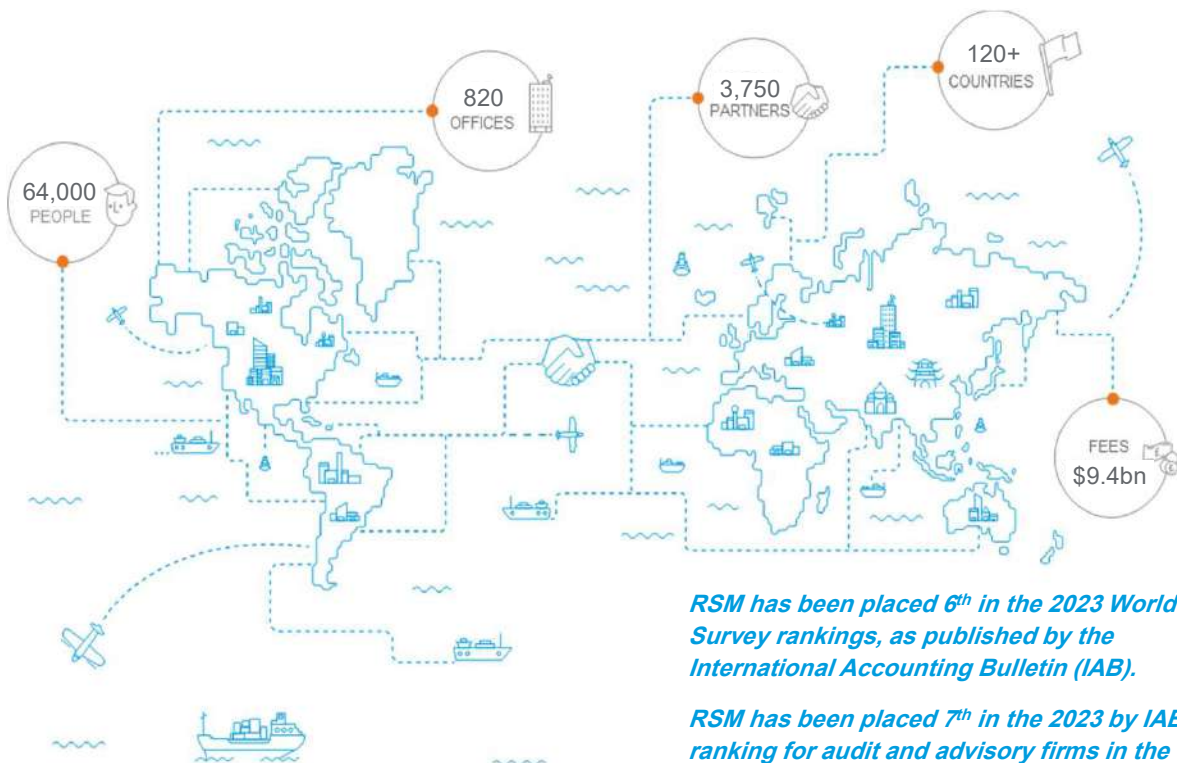 120+
COUNTRIES
820
OFFICES
3,750
PARTNERS
64,000
PEOPLE
FEES
$9.4bn
RSM has been placed 6th in the 2023 World
Survey rankings, as published by the
International Accounting Bulletin (IAB).
RSM has been placed 7th in the 2023 by IAB
ranking for audit and advisory firms in the